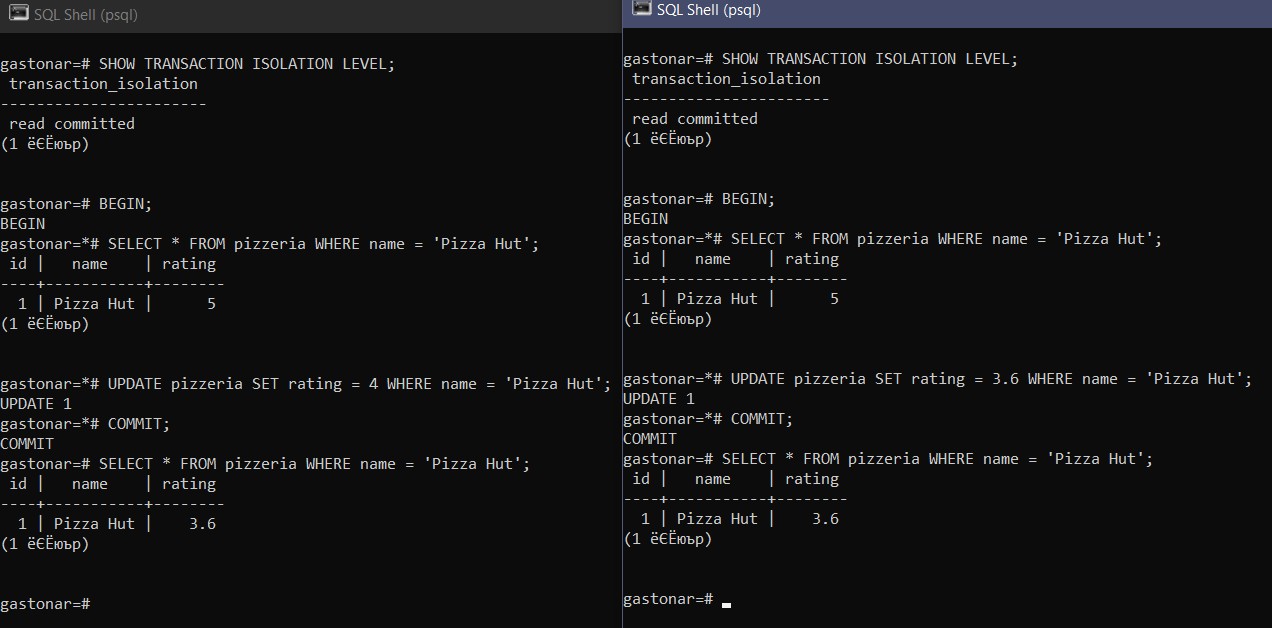 SQL Shell (psql)
gastonar=# SHOW TRANSACTION ISOLATION LEVEL;
 transaction_isolation
-----------------------
 read committed
(1 ёЄЁюър)
gastonar=# BEGIN;
BEGIN
gastonar=*# SELECT * FROM pizzeria WHERE name = 'Pizza Hut';
 id |   name    | rating
----+-----------+--------
  1 | Pizza Hut |      5
(1 ёЄЁюър)
gastonar=*# UPDATE pizzeria SET rating = 4 WHERE name = 'Pizza Hut';
UPDATE 1
gastonar=*# COMMIT;
COMMIT
gastonar=# SELECT * FROM pizzeria WHERE name = 'Pizza Hut';
 id |   name    | rating
----+-----------+--------
  1 | Pizza Hut |    3.6
(1 ёЄЁюър)
gastonar=#
SQL Shell (psql)
gastonar=# SHOW TRANSACTION ISOLATION LEVEL;
 transaction_isolation
-----------------------
 read committed
(1 ёЄЁюър)
gastonar=# BEGIN;
BEGIN
gastonar=*# SELECT * FROM pizzeria WHERE name = 'Pizza Hut';
 id |   name    | rating
----+-----------+--------
  1 | Pizza Hut |      5
(1 ёЄЁюър)
gastonar=*# UPDATE pizzeria SET rating = 3.6 WHERE name = 'Pizza Hut';
UPDATE 1
gastonar=*# COMMIT;
COMMIT
gastonar=# SELECT * FROM pizzeria WHERE name = 'Pizza Hut';
 id |   name    | rating
----+-----------+--------
  1 | Pizza Hut |    3.6
(1 ёЄЁюър)
gastonar=#